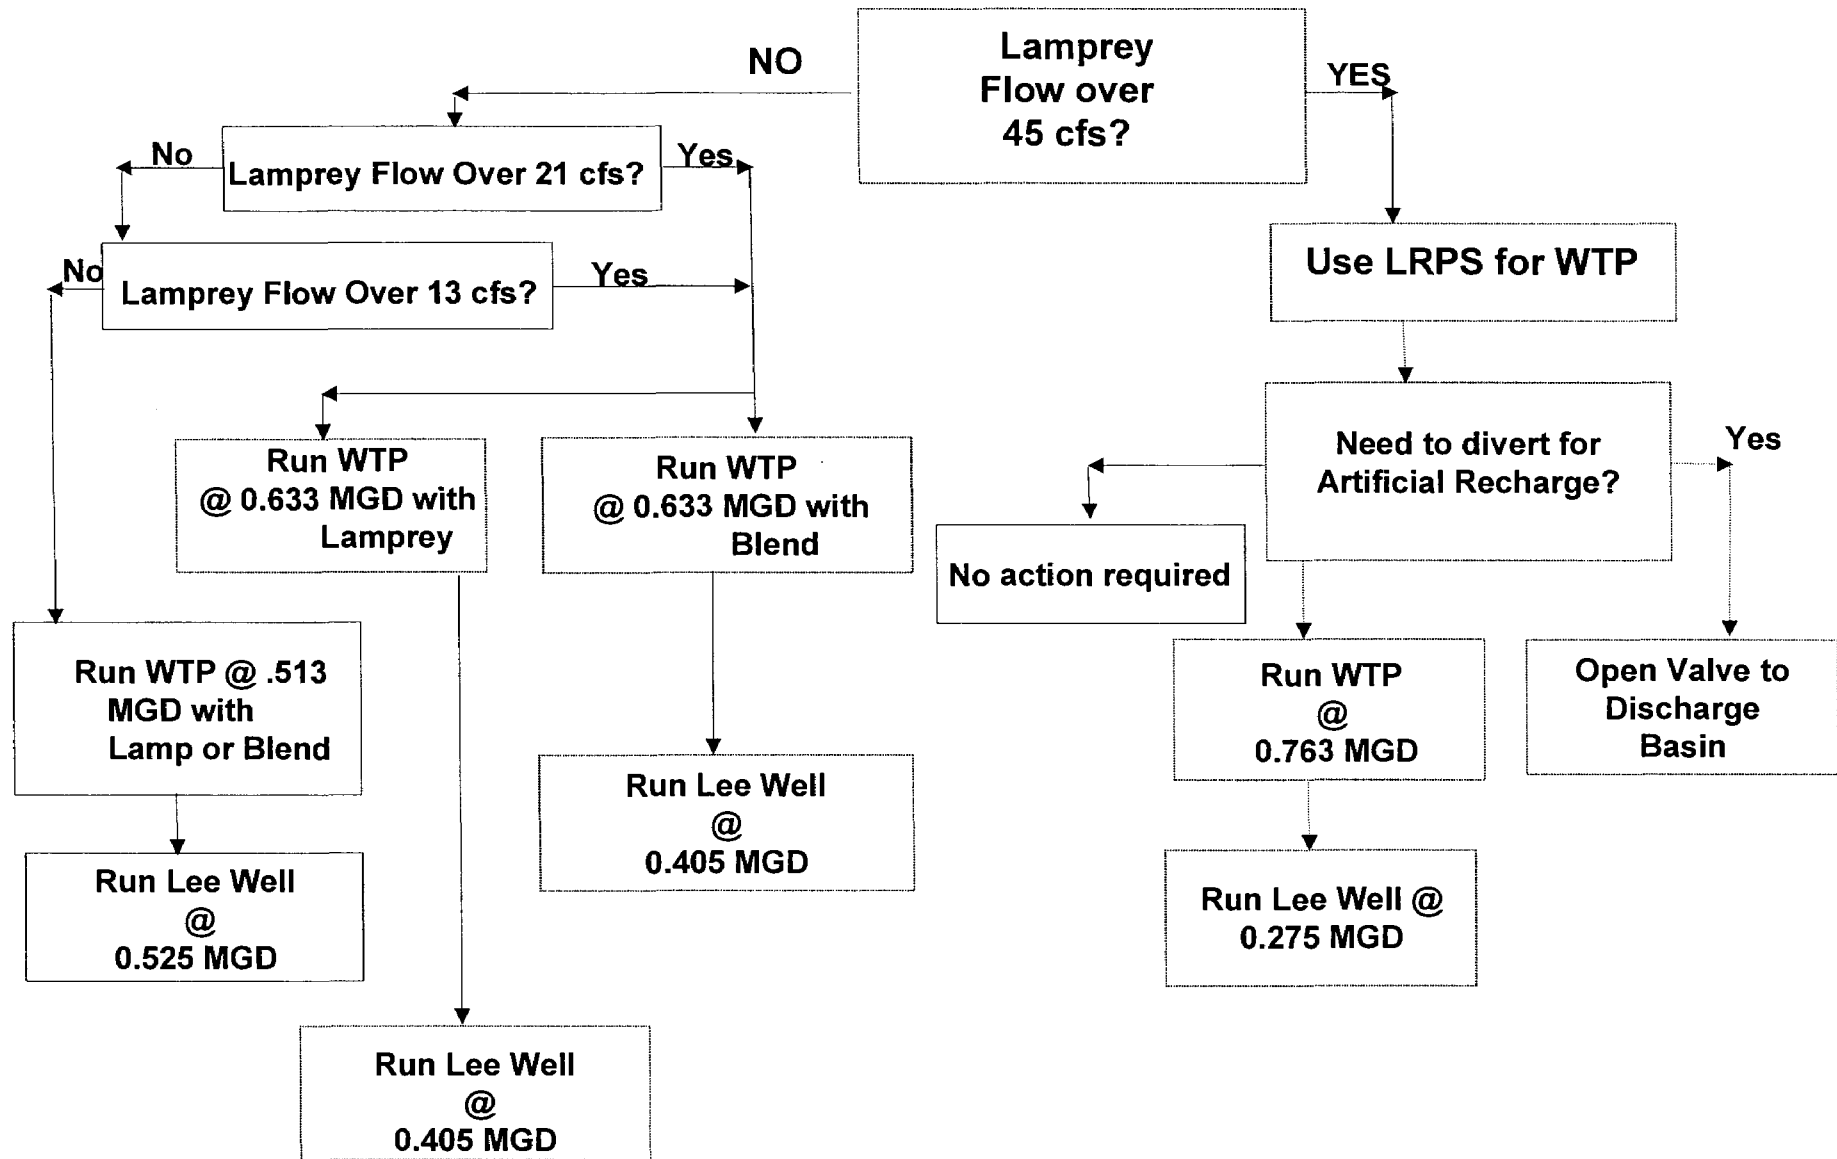 Lamprey
Flow over
45 cfs?
NO
YES
Lamprey Flow Over 21 cfs?
No
Yes
Lamprey Flow Over 13 cfs?
No
Yes
Use LRPS for WTP
Need to divert for
Artificial Recharge?
Yes
No action required
Run WTP
@ 0.633 MGD with
Lamprey
Run WTP
@ 0.633 MGD with
Blend
Run WTP @ .513
MGD with
Lamp or Blend
Run WTP
@
0.763 MGD
Open Valve to
Discharge
Basin
Run Lee Well
@
0.405 MGD
Run Lee Well
@
0.525 MGD
Run Lee Well @
0.275 MGD
Run Lee Well
@
0.405 MGD